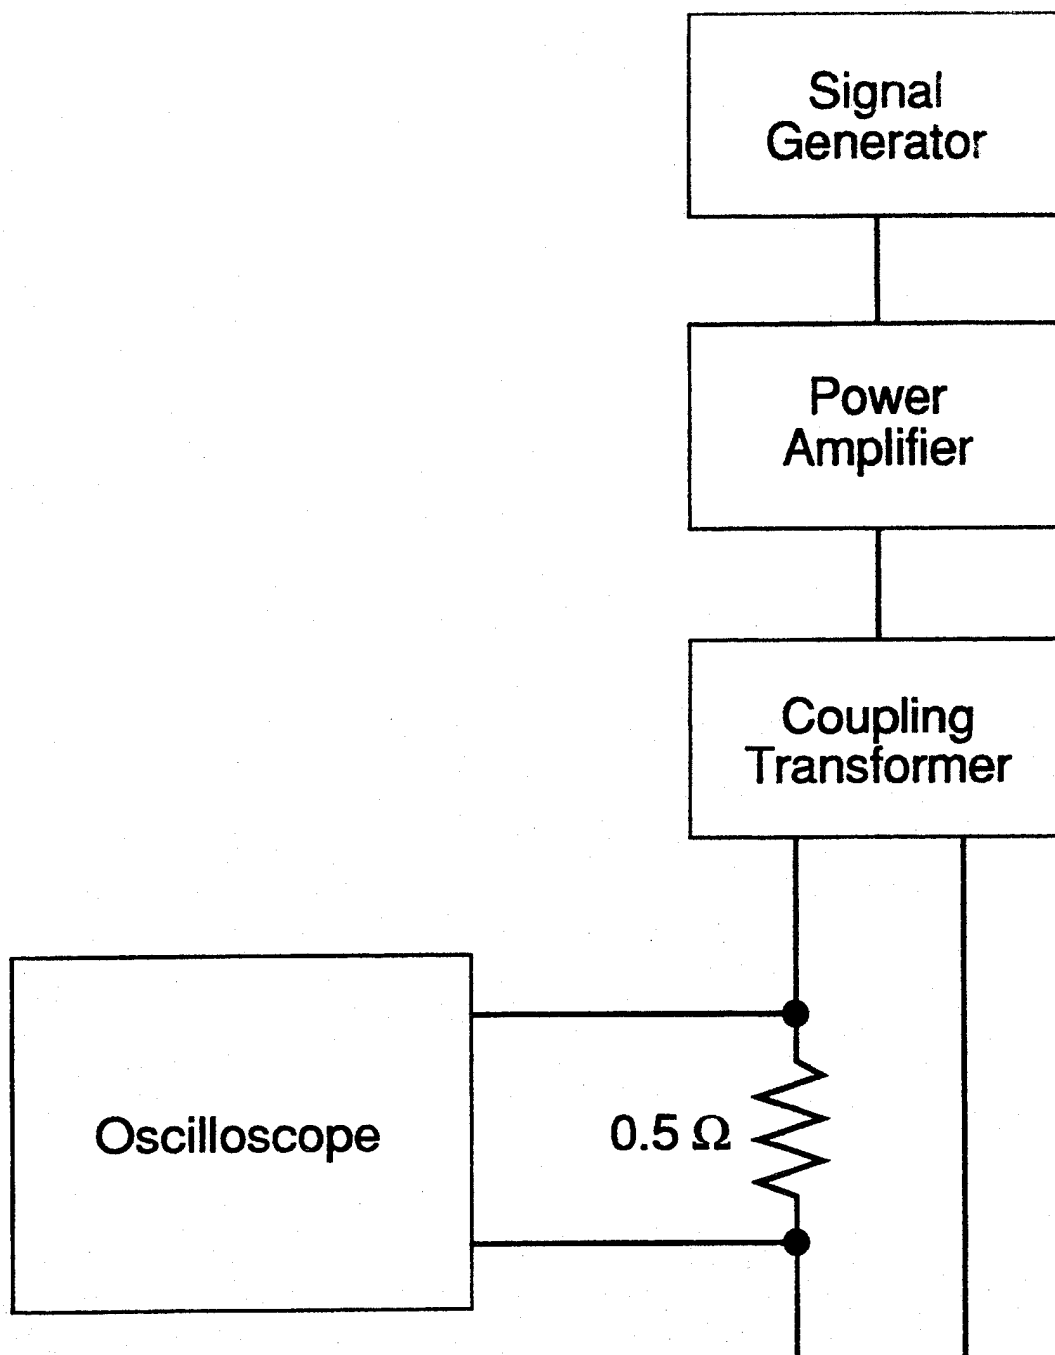 Signal
Generator
Power
Amplifier
Coupling
Transformer
Oscilloscope
0.5 Ω